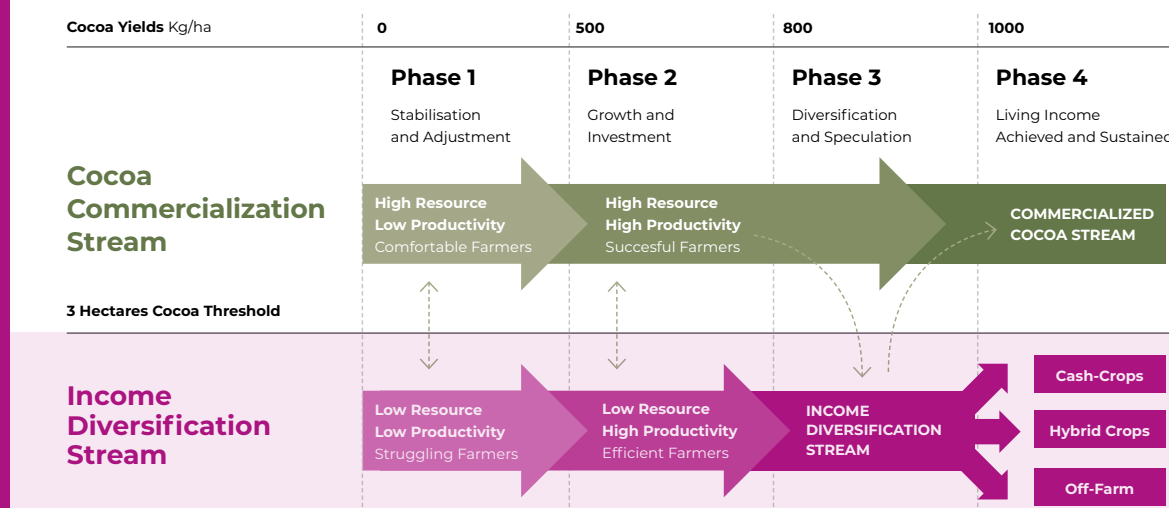 Cocoa Yields Kg/ha 0 500 800 1000
Phase 1 Phase 2 Phase 3 Phase 4
Stabilisation Growth and Diversification Living Income
and Adjustment Investment and Speculation Achieved and Sustained
Cocoa
Commercialization
Stream
High Resource
Low Productivity
Comfortable Farmers
High Resource
High Productivity
Succesful Farmers
COMMERCIALIZED
COCOA STREAM
3 Hectares Cocoa Threshold
Income
Diversification
Stream
Low Resource
Low Productivity
Struggling Farmers
Low Resource
High Productivity
Efficient Farmers
INCOME
DIVERSIFICATION
STREAM
Cash-Crops
Hybrid Crops
Off-Farm